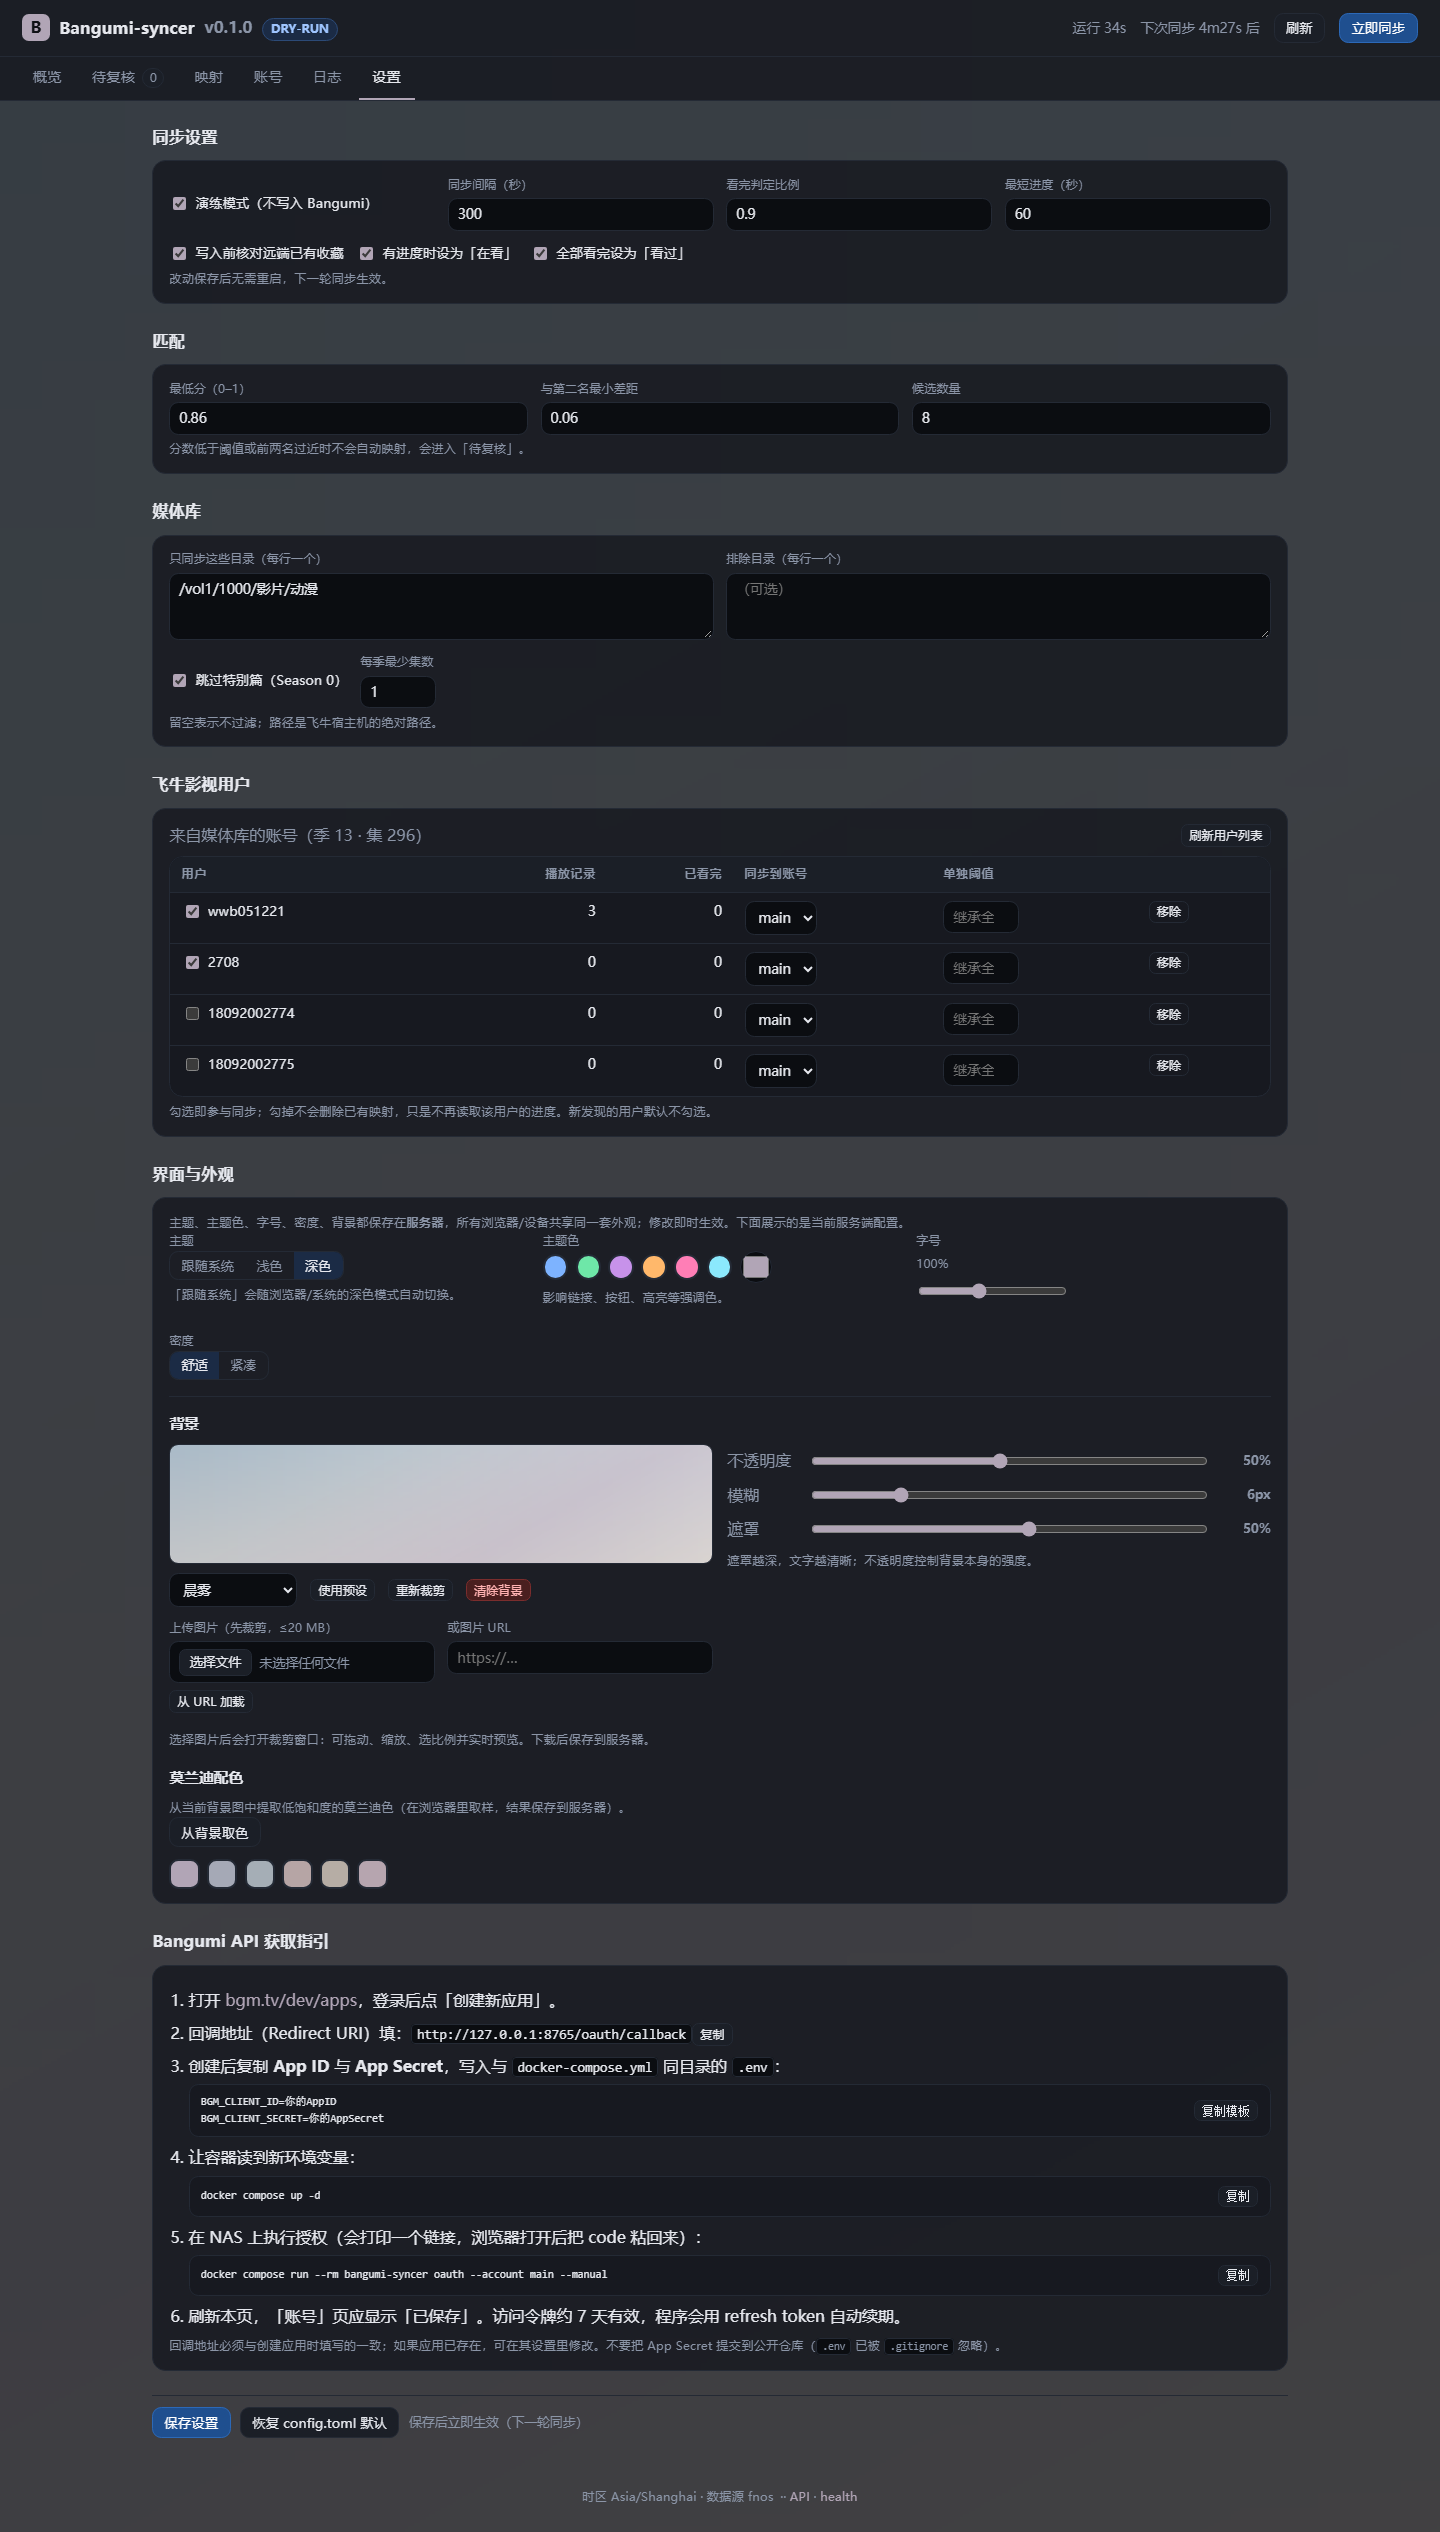 B Bangumi-syncer v0.1.0 DRY-RUN 运行 34s 下次同步 4m27s 后 刷新 立即同步
概览 待复核 0 映射 账号 日志 设置
同步设置
演练模式（不写入 Bangumi） 同步间隔（秒） 看完判定比例 最短进度（秒）
300 0.9 60
写入前核对远端已有收藏 有进度时设为「在看」 全部看完设为「看过」
改动保存后无需重启，下一轮同步生效。
匹配
最低分（0–1） 与第二名最小差距 候选数量
0.86 0.06 8
分数低于阈值或前两名过近时不会自动映射，会进入「待复核」。
媒体库
只同步这些目录（每行一个） 排除目录（每行一个）
/vol1/1000/影片/动漫 （可选）
每季最少集数
跳过特别篇（Season 0） 1
留空表示不过滤；路径是飞牛宿主机的绝对路径。
飞牛影视用户
来自媒体库的账号（季 13 · 集 296） 刷新用户列表
用户 播放记录 已看完 同步到账号 单独阈值
wwb051221 3 0 main 继承全 移除
2708 0 0 main 继承全 移除
18092002774 0 0 main 继承全 移除
18092002775 0 0 main 继承全 移除
勾选即参与同步；勾掉不会删除已有映射，只是不再读取该用户的进度。新发现的用户默认不勾选。
界面与外观
主题、主题色、字号、密度、背景都保存在服务器，所有浏览器/设备共享同一套外观；修改即时生效。下面展示的是当前服务端配置。
主题 主题色 字号
跟随系统 浅色 深色 100%
「跟随系统」会随浏览器/系统的深色模式自动切换。 影响链接、按钮、高亮等强调色。
密度
舒适 紧凑
背景
不透明度 50%
模糊 6px
遮罩 50%
遮罩越深，文字越清晰；不透明度控制背景本身的强度。
晨雾 使用预设 重新裁剪 清除背景
上传图片（先裁剪，≤20 MB） 或图片 URL
选择文件 未选择任何文件 https://...
从 URL 加载
选择图片后会打开裁剪窗口：可拖动、缩放、选比例并实时预览。下载后保存到服务器。
莫兰迪配色
从当前背景图中提取低饱和度的莫兰迪色（在浏览器里取样，结果保存到服务器）。
从背景取色
Bangumi API 获取指引
1. 打开 bgm.tv/dev/apps，登录后点「创建新应用」。
2. 回调地址（Redirect URI）填： http://127.0.0.1:8765/oauth/callback 复制
3. 创建后复制 App ID 与 App Secret，写入与 docker-compose.yml 同目录的 .env：
BGM_CLIENT_ID=你的AppID
BGM_CLIENT_SECRET=你的AppSecret 复制模板
4. 让容器读到新环境变量：
docker compose up -d 复制
5. 在 NAS 上执行授权（会打印一个链接，浏览器打开后把 code 粘回来）：
docker compose run --rm bangumi-syncer oauth --account main --manual 复制
6. 刷新本页，「账号」页应显示「已保存」。访问令牌约 7 天有效，程序会用 refresh token 自动续期。
回调地址必须与创建应用时填写的一致；如果应用已存在，可在其设置里修改。不要把 App Secret 提交到公开仓库（ .env 已被 .gitignore 忽略）。
保存设置 恢复 config.toml 默认 保存后立即生效（下一轮同步）
时区 Asia/Shanghai · 数据源 fnos ·· API · health